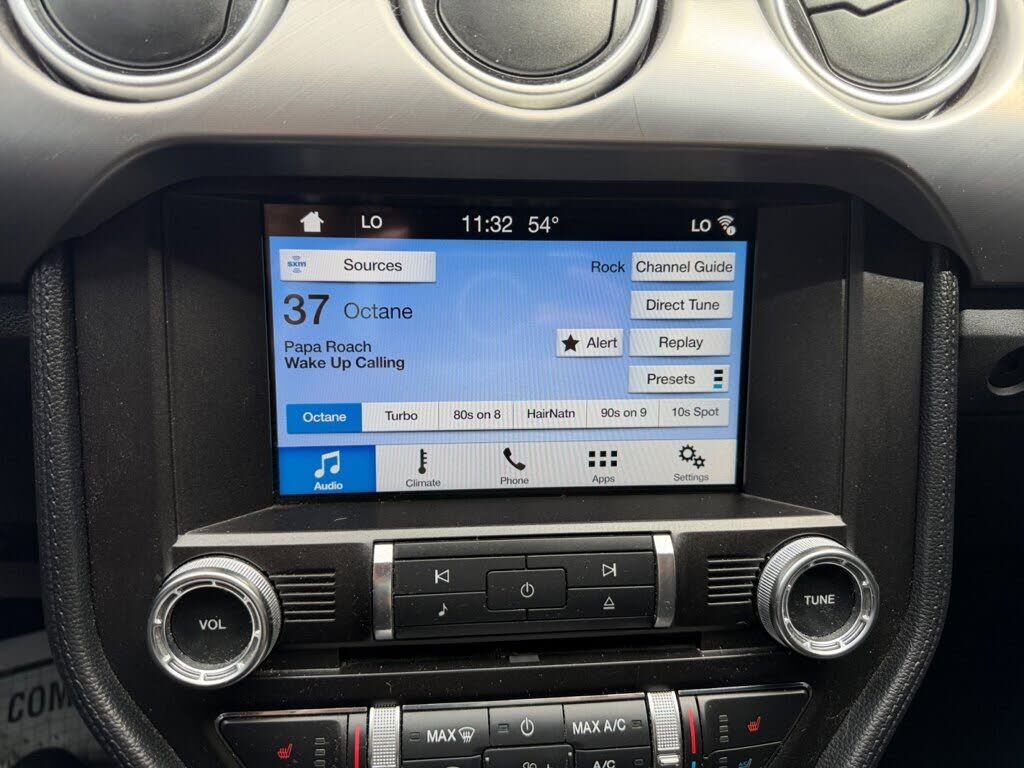 LO 11:32 54° LO
sxm Sources Rock Channel Guide
37 Octane Direct Tune
Papa Roach Alert Replay
Wake Up Calling
Presets
Octane Turbo 80s on 8 HairNatn 90s on 9 10s Spot
Audio Climate Phone Apps Settings
VOL TUNE
COM
MAX MAX A/C
A/C